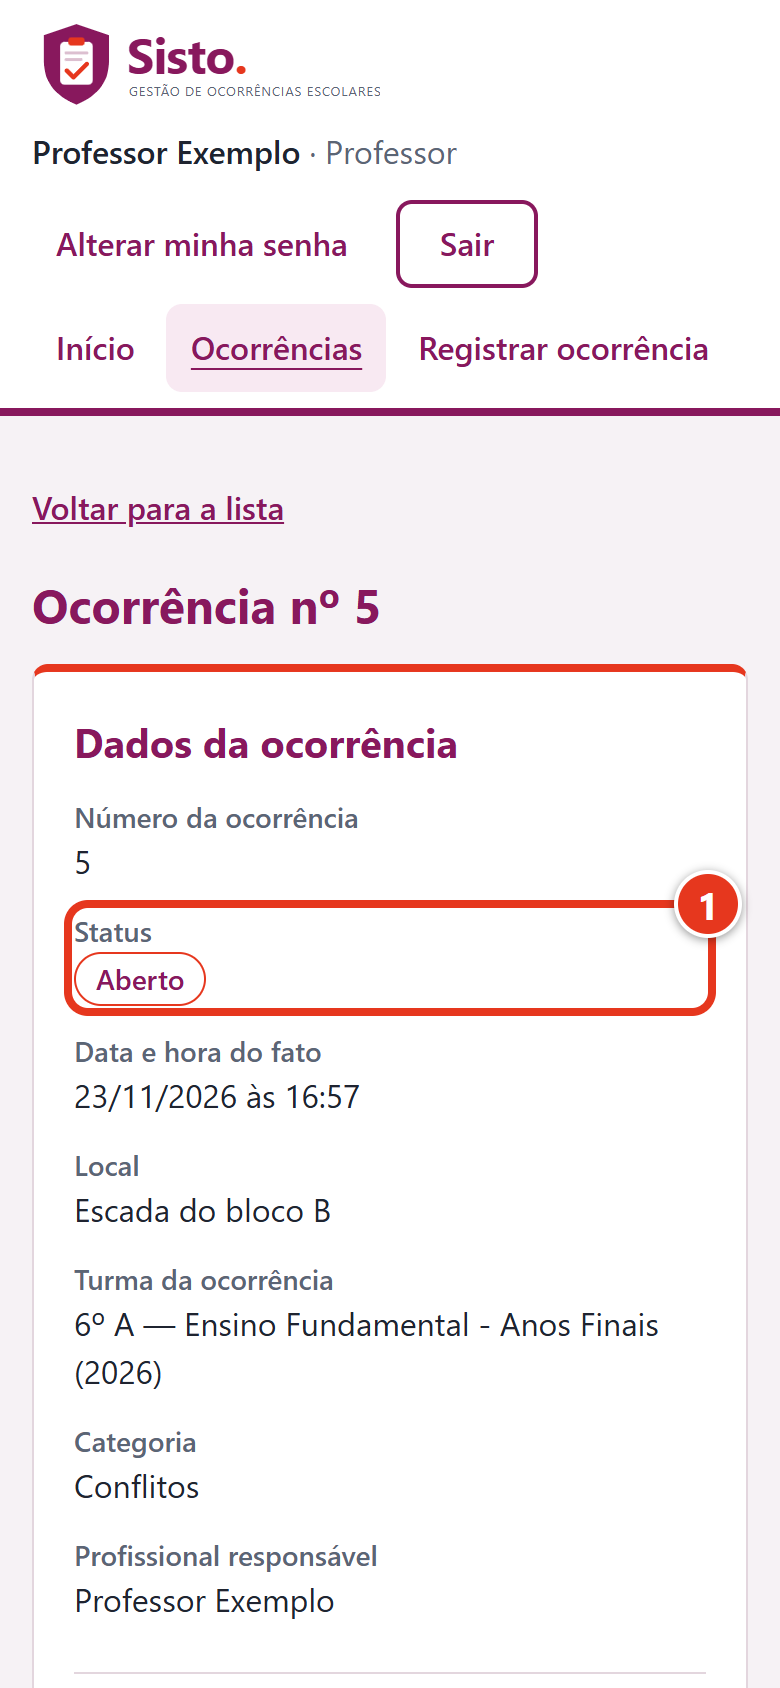 Sisto.
GESTÃO DE OCORRÊNCIAS ESCOLARES
Professor Exemplo · Professor
Alterar minha senha
Sair
Início
Ocorrências
Registrar ocorrência
Voltar para a lista
Ocorrência nº 5
Dados da ocorrência
Número da ocorrência
5
1
Status
Aberto
Data e hora do fato
23/11/2026 às 16:57
Local
Escada do bloco B
Turma da ocorrência
6º A — Ensino Fundamental - Anos Finais
(2026)
Categoria
Conflitos
Profissional responsável
Professor Exemplo